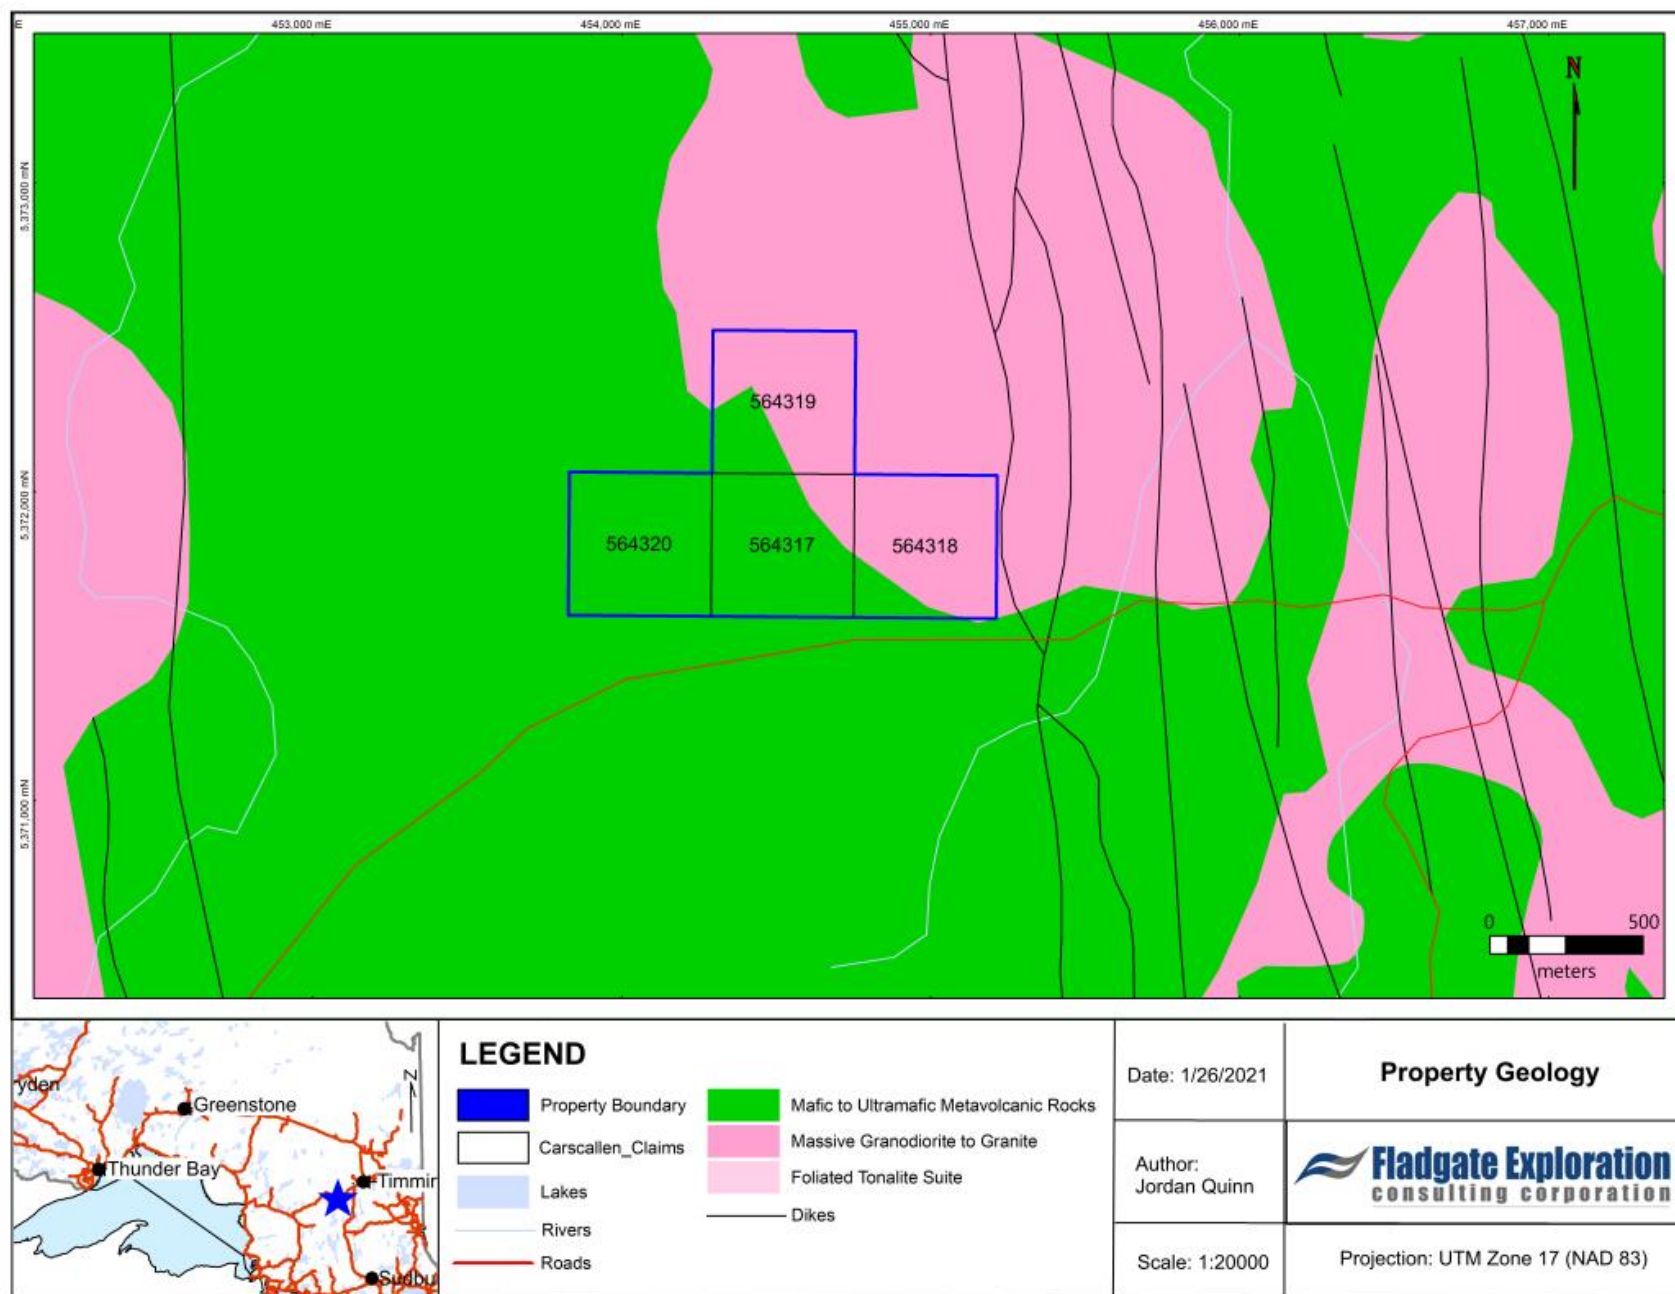 E
453,000 mE
454,000 mE
455,000 mE
456,000 mE
457,000 mE
N
5,373,000 mN
5,372,000 mN
5,371,000 mN
564319
564320
564317
564318
0
500
meters
yden
Greenstone
Thunder Bay
Timmir
Sudbu
N
LEGEND
Property Boundary
Carscallen_Claims
Lakes
Rivers
Roads
Mafic to Ultramafic Metavolcanic Rocks
Massive Granodiorite to Granite
Foliated Tonalite Suite
Dikes
Date: 1/26/2021
Property Geology
Author:
Jordan Quinn
Fladgate Exploration
consulting corporation
Scale: 1:20000
Projection: UTM Zone 17 (NAD 83)